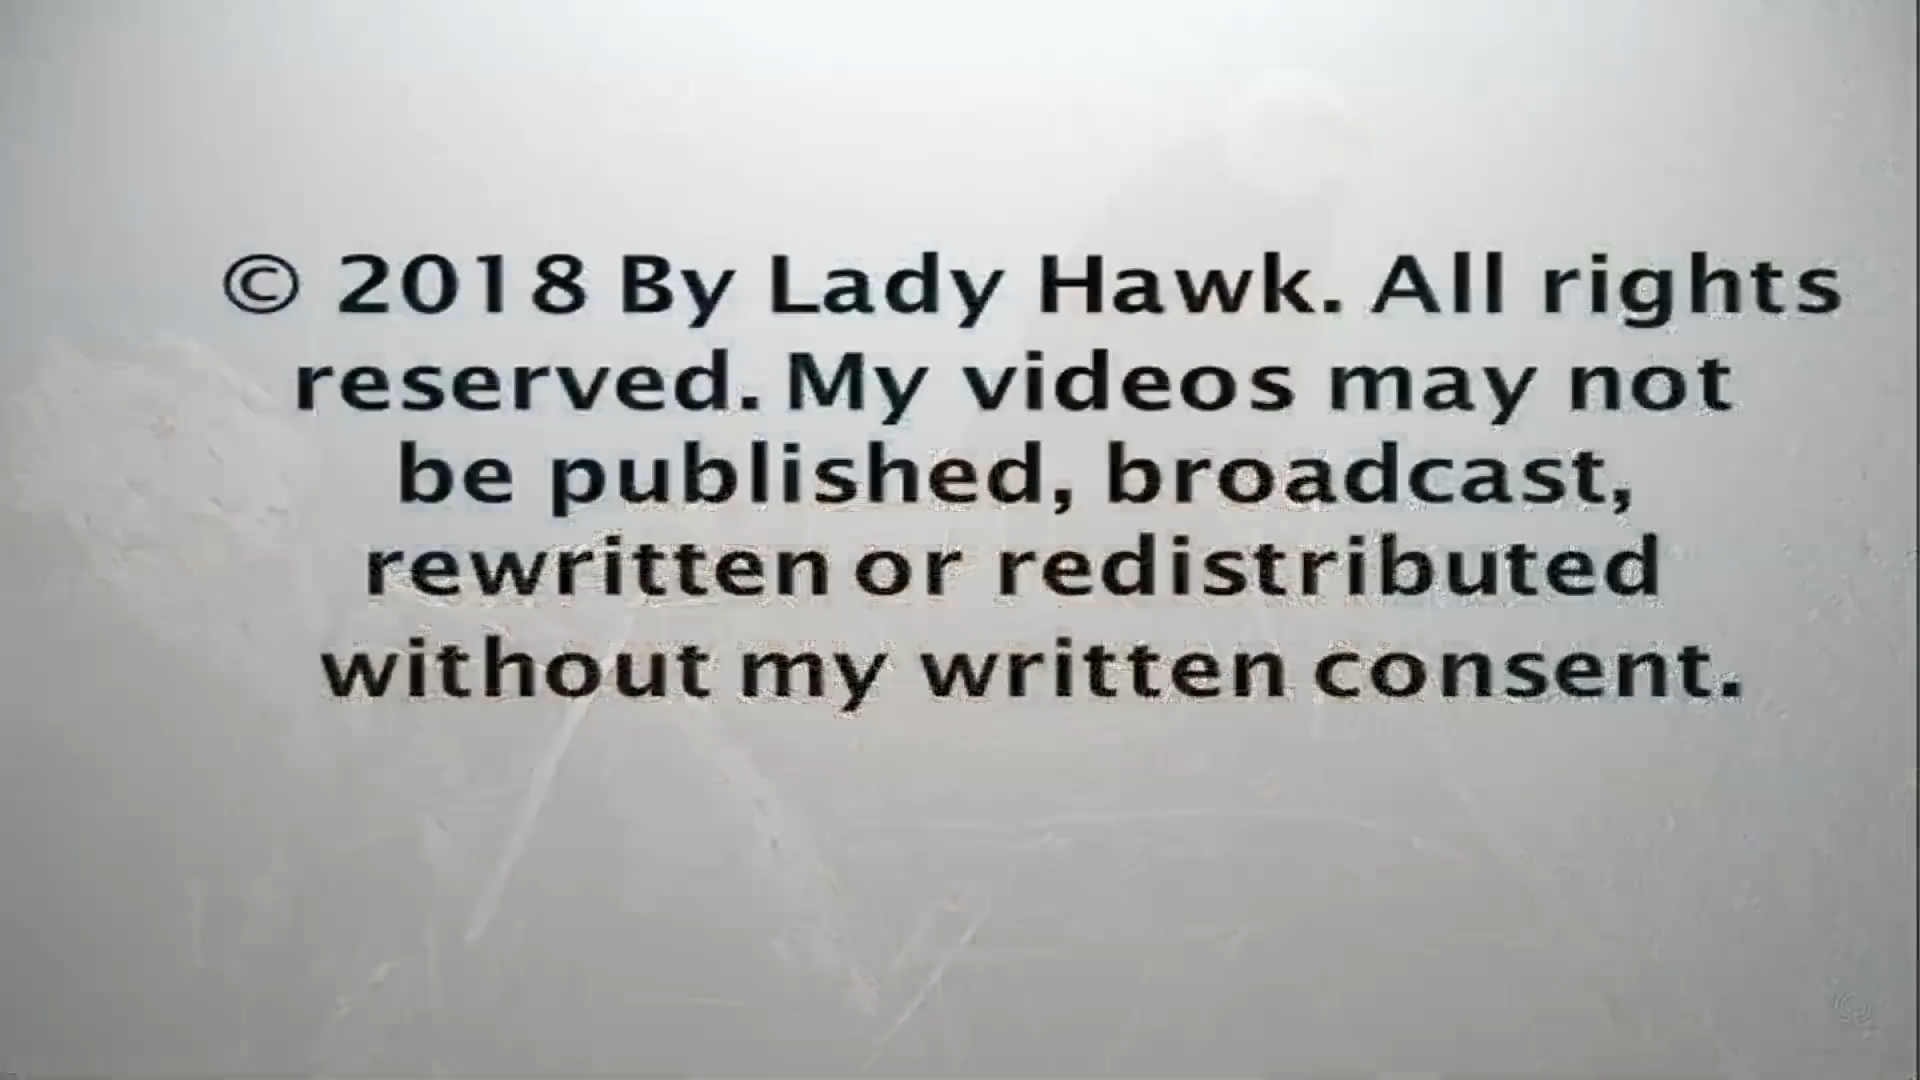 © 2018 By Lady Hawk. All rights
reserved. My videos may not
be published, broadcast,
rewritten or redistributed
without my written consent.